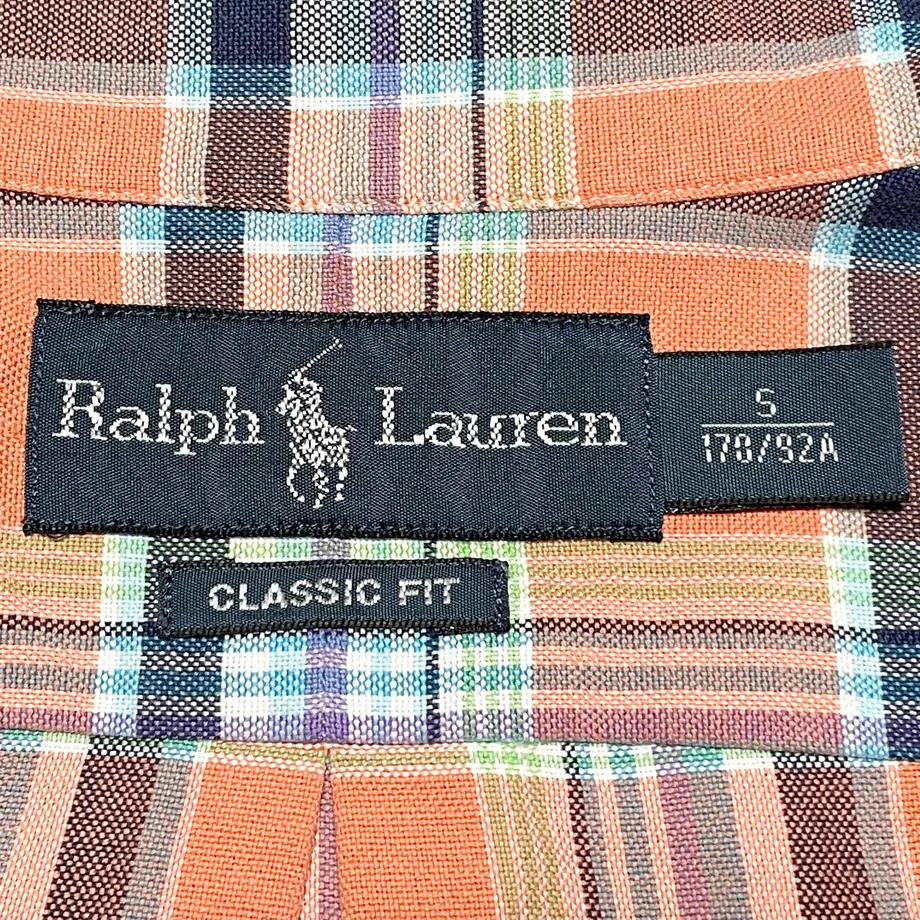 Ralph Lauren
S
170/92A
CLASSIC FIT